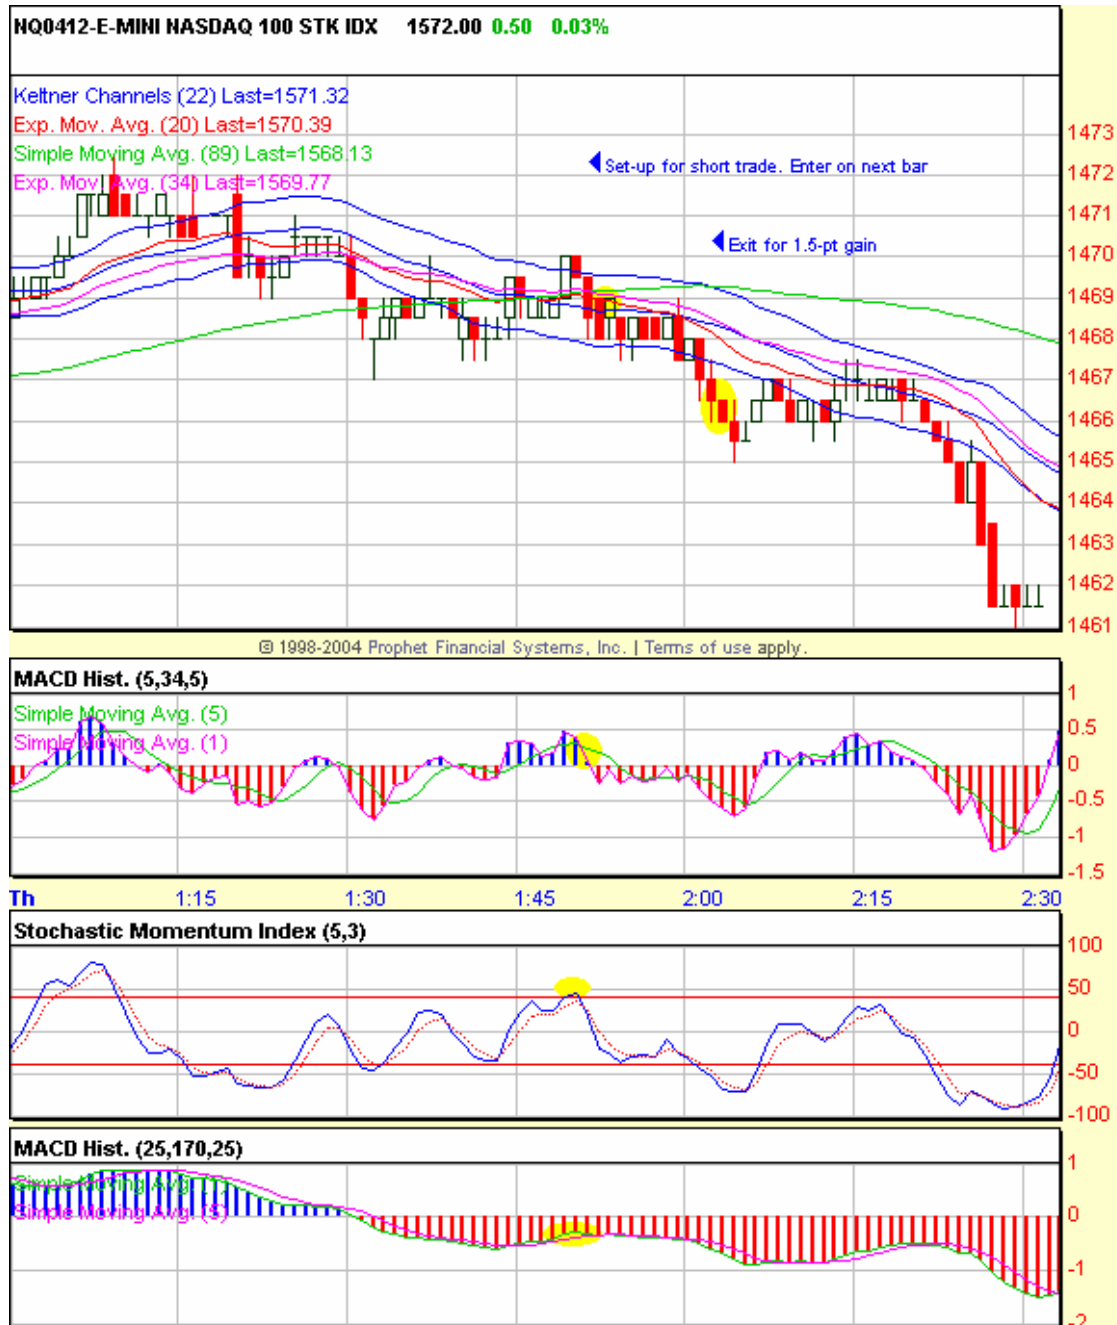 NQ0412-E-MINI NASDAQ 100 STK IDX 1572.00 0.50 0.03%
Keltner Channels (22) Last=1571.32
Exp. Mov. Avg. (20) Last=1570.39
Simple Moving Avg. (89) Last=1568.13
Exp. Mov. Avg. (34) Last=1569.77
Set-up for short trade. Enter on next bar
Exit for 1.5-pt gain
1473
1472
1471
1470
1469
1468
1467
1466
1465
1464
1463
1462
1461
© 1998-2004 Prophet Financial Systems, Inc. | Terms of use apply.
MACD Hist. (5,34,5)
Simple Moving Avg. (5)
Simple Moving Avg. (1)
1
0.5
0
-0.5
-1
-1.5
Th 1:15 1:30 1:45 2:00 2:15 2:30
Stochastic Momentum Index (5,3)
100
50
0
-50
-100
MACD Hist. (25,170,25)
Simple Moving Avg.
Simple Moving Avg. (5)
1
0
-1
-2